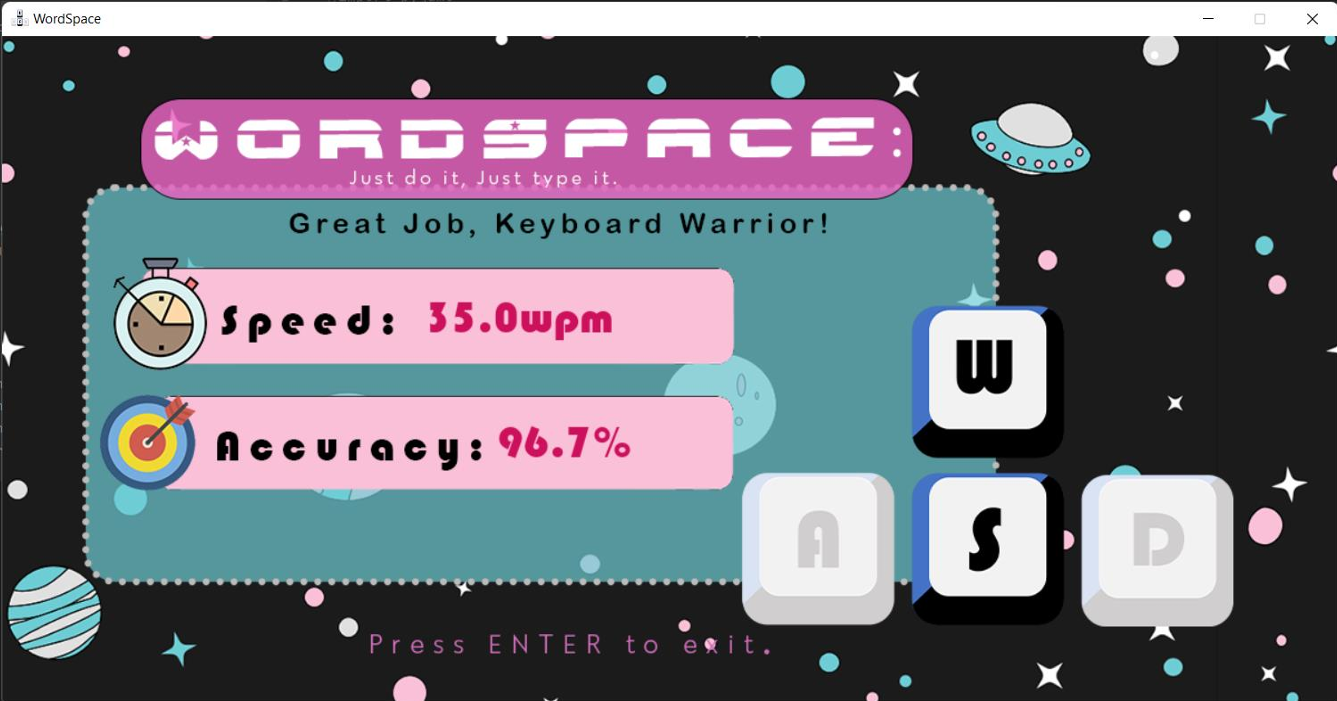 WordSpace
WORDSPACE:
Just do it, Just type it.
Great Job, Keyboard Warrior!
Speed: 35.0wpm
Accuracy: 96.7%
W
A S D
Press ENTER to exit.